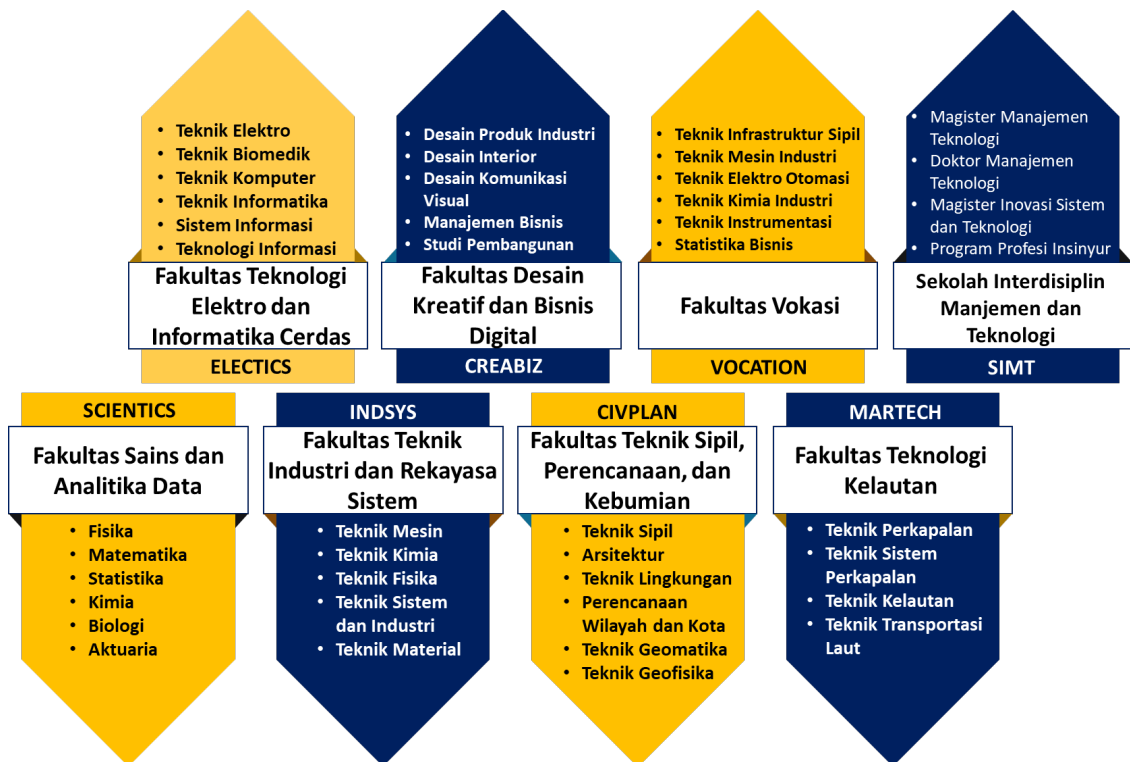 • Teknik Elektro
• Teknik Biomedik
• Teknik Komputer
• Teknik Informatika
• Sistem Informasi
• Teknologi Informasi
Fakultas Teknologi
Elektro dan
Informatika Cerdas
ELECTICS
• Desain Produk Industri
• Desain Interior
• Desain Komunikasi
Visual
• Manajemen Bisnis
• Studi Pembangunan
Fakultas Desain
Kreatif dan Bisnis
Digital
CREABIZ
• Teknik Infrastruktur Sipil
• Teknik Mesin Industri
• Teknik Elektro Otomasi
• Teknik Kimia Industri
• Teknik Instrumentasi
• Statistika Bisnis
Fakultas Vokasi
VOCATION
• Magister Manajemen
Teknologi
• Doktor Manajemen
Teknologi
• Magister Inovasi Sistem
dan Teknologi
• Program Profesi Insinyur
Sekolah Interdisiplin
Manjemen dan
Teknologi
SIMT
SCIENTICS
Fakultas Sains dan
Analitika Data
• Fisika
• Matematika
• Statistika
• Kimia
• Biologi
• Aktuaria
INDSYS
Fakultas Teknik
Industri dan Rekayasa
Sistem
• Teknik Mesin
• Teknik Kimia
• Teknik Fisika
• Teknik Sistem
dan Industri
• Teknik Material
CIVPLAN
Fakultas Teknik Sipil,
Perencanaan, dan
Kebumian
• Teknik Sipil
• Arsitektur
• Teknik Lingkungan
• Perencanaan
Wilayah dan Kota
• Teknik Geomatika
• Teknik Geofisika
MARTECH
Fakultas Teknologi
Kelautan
• Teknik Perkapalan
• Teknik Sistem
Perkapalan
• Teknik Kelautan
• Teknik Transportasi
Laut